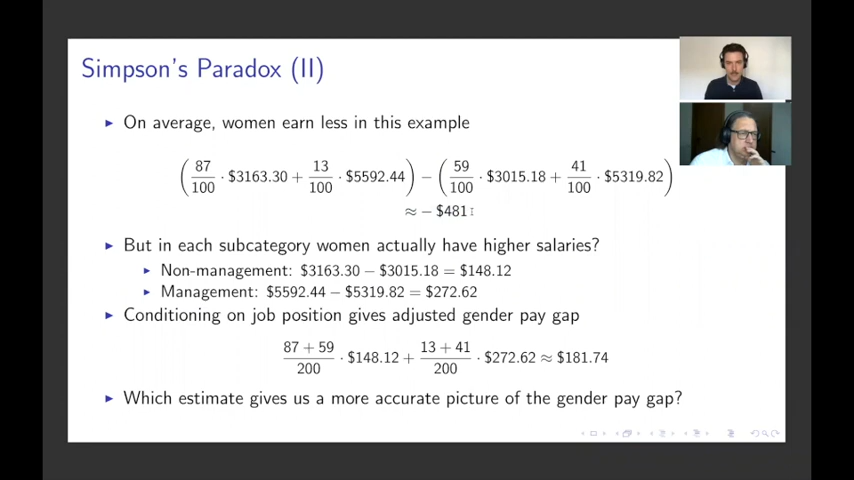 Simpson's Paradox (II)
On average, women earn less in this example
(87/100 · $3163.30 + 13/100 · $5592.44) − (59/100 · $3015.18 + 41/100 · $5319.82)
≈ − $481
But in each subcategory women actually have higher salaries?
Non-management: $3163.30 − $3015.18 = $148.12
Management: $5592.44 − $5319.82 = $272.62
Conditioning on job position gives adjusted gender pay gap
87 + 59/200 · $148.12 + 13 + 41/200 · $272.62 ≈ $181.74
Which estimate gives us a more accurate picture of the gender pay gap?